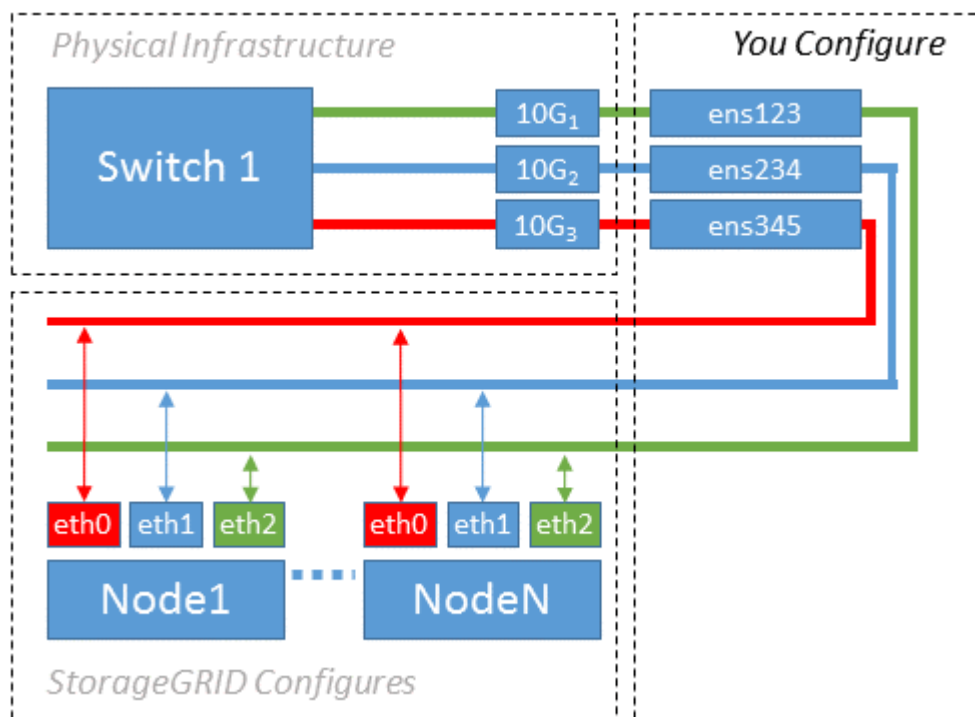 Physical Infrastructure
You Configure
Switch 1
10G₁
ens123
10G₂
ens234
10G₃
ens345
eth0
eth1
eth2
eth0
eth1
eth2
Node1
NodeN
StorageGRID Configures